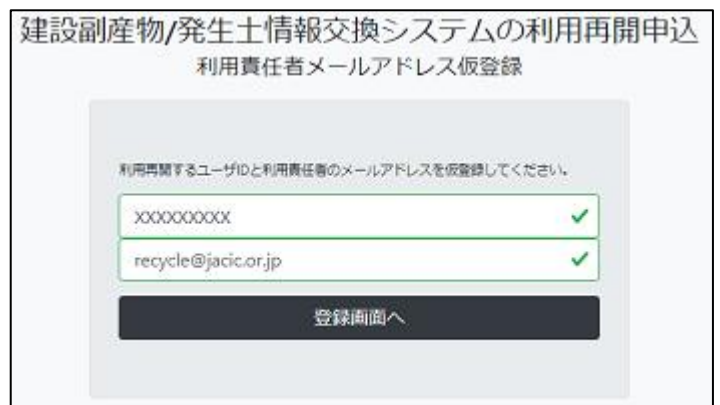 建設副産物/発生土情報交換システムの利用再開申込
利用責任者メールアドレス仮登録
利用再開するユーザIDと利用責任者のメールアドレスを仮登録してください。
XXXXXXXXX
recycle@jacic.or.jp
登録画面へ